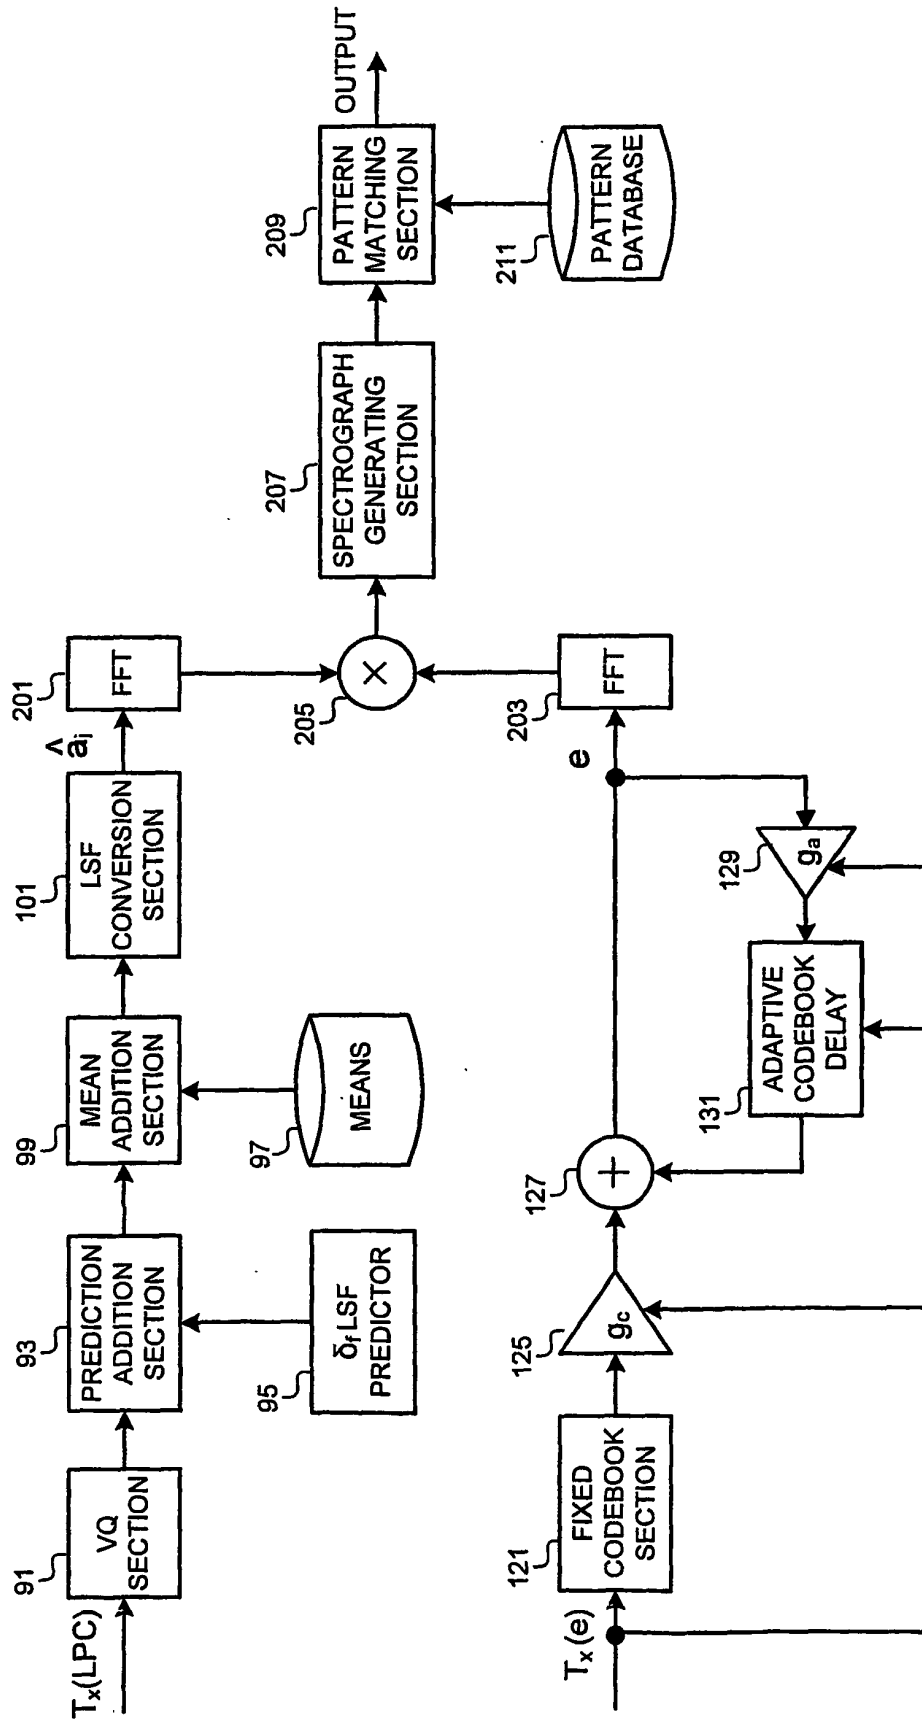 Tx(LPC)
91
VQ
SECTION
93
PREDICTION
ADDITION
SECTION
95
δf LSF
PREDICTOR
99
MEAN
ADDITION
SECTION
97
MEANS
101
LSF
CONVERSION
SECTION
âi
201
FFT
205
×
203
FFT
207
SPECTROGRAPH
GENERATING
SECTION
209
PATTERN
MATCHING
SECTION
OUTPUT
211
PATTERN
DATABASE
Tx(e)
121
FIXED
CODEBOOK
SECTION
125
gc
127
+
e
129
ga
131
ADAPTIVE
CODEBOOK
DELAY